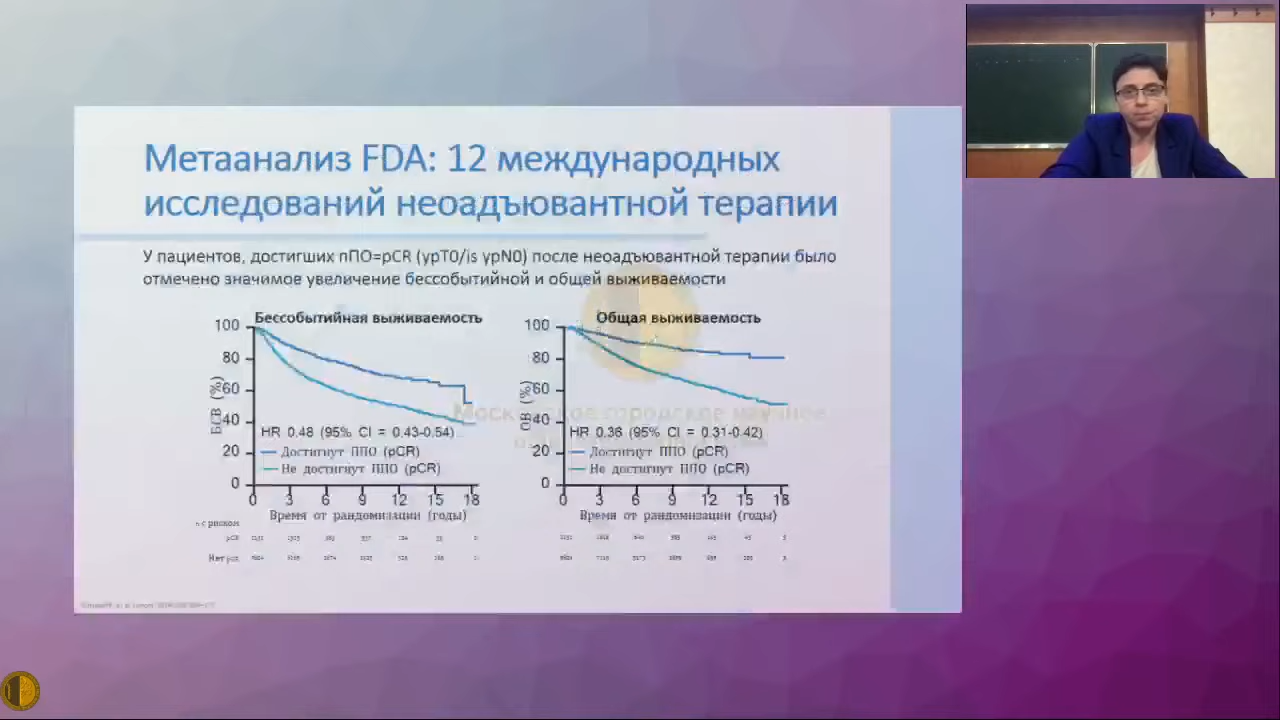 Метаанализ FDA: 12 международных
исследований неоадъювантной терапии
У пациентов, достигших пПО=pCR (ypT0/is ypN0) после неоадъювантной терапии было
отмечено значимов увеличение бессобытийной и общей выживаемости
Бессобытийная выживаемость
БСВ (%)
100
80
60
40
20
0
HR 0.48 (95% CI = 0.43-0.54)
Достигнут ППО (pCR)
Не достигнут ППО (pCR)
0 3 6 9 12 15 18
Время от рандомизации (годы)
Общая выживаемость
ОВ (%)
100
80
60
40
20
0
HR 0.36 (95% CI = 0.31-0.42)
Достигнут ППО (pCR)
Не достигнут ППО (pCR)
0 3 6 9 12 15 18
Время от рандомизации (годы)
с риском
pCR
Нет pCR
Московское городское научное